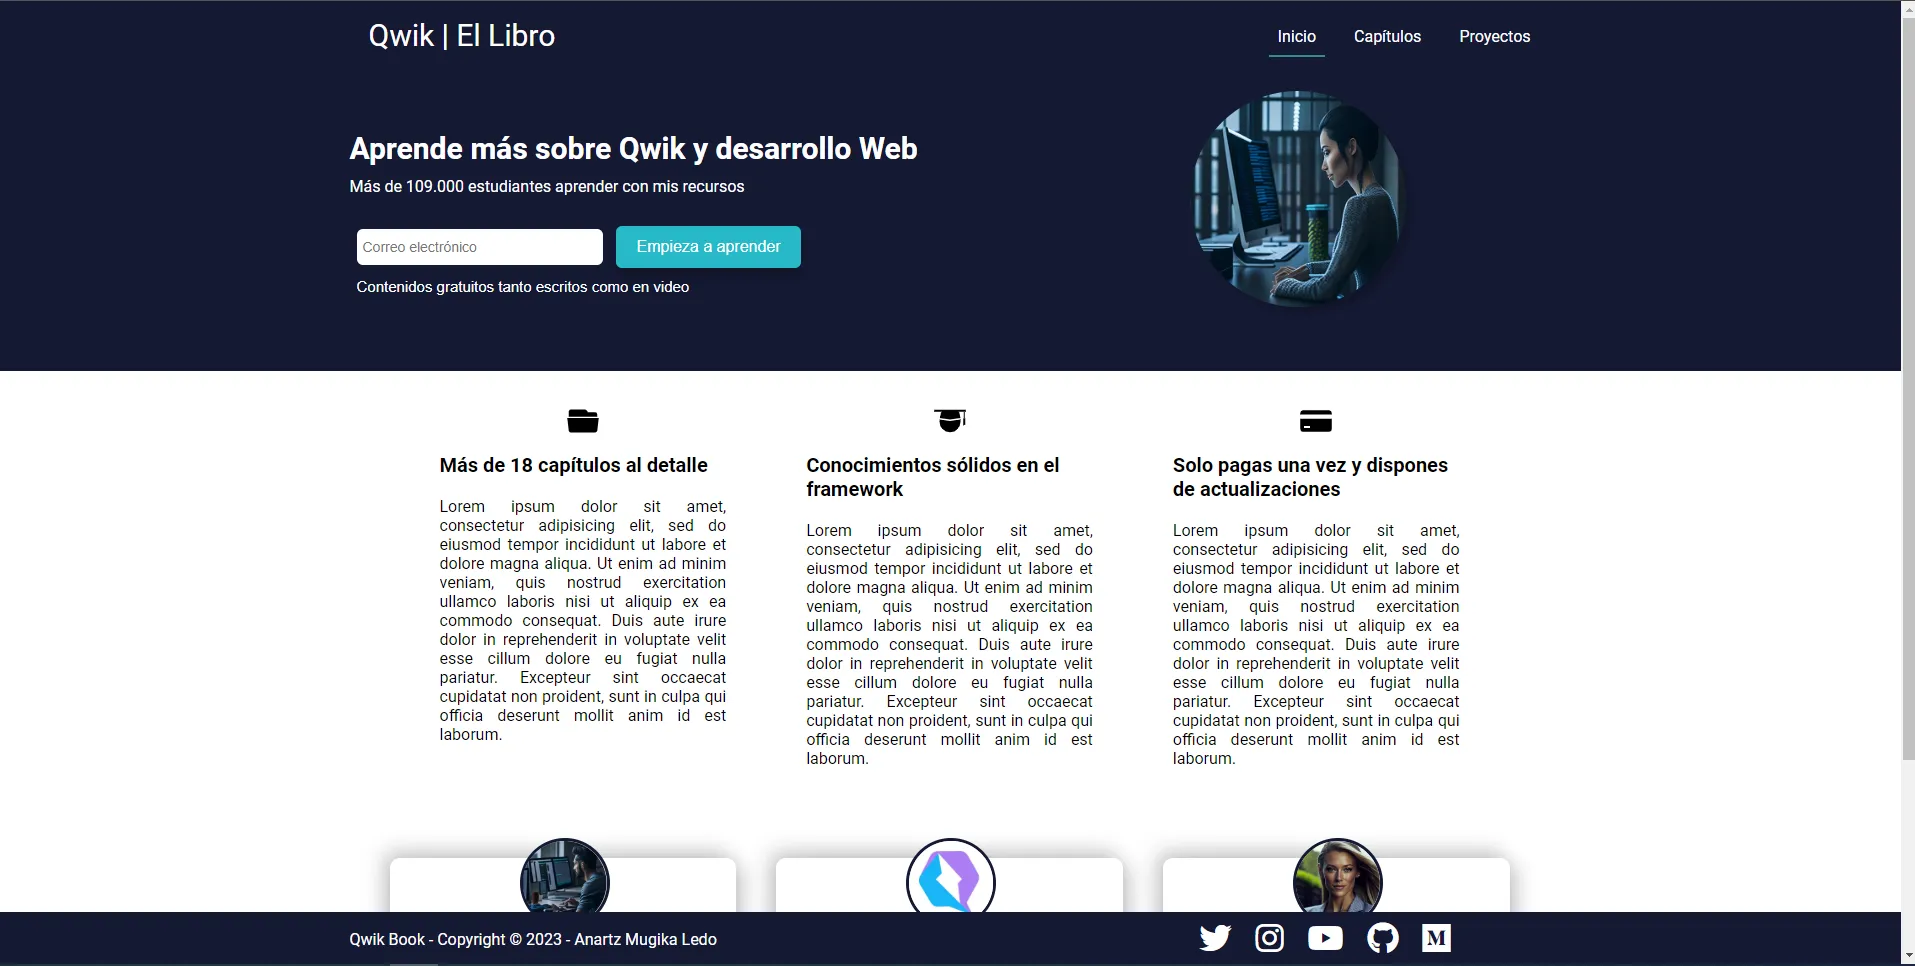 Qwik | El Libro
Inicio Capítulos Proyectos
Aprende más sobre Qwik y desarrollo Web
Más de 109.000 estudiantes aprender con mis recursos
Correo electrónico
Empieza a aprender
Contenidos gratuitos tanto escritos como en video
Más de 18 capítulos al detalle
Lorem ipsum dolor sit amet,
consectetur adipisicing elit, sed do
eiusmod tempor incididunt ut labore et
dolore magna aliqua. Ut enim ad minim
veniam, quis nostrud exercitation
ullamco laboris nisi ut aliquip ex ea
commodo consequat. Duis aute irure
dolor in reprehenderit in voluptate velit
esse cillum dolore eu fugiat nulla
pariatur. Excepteur sint occaecat
cupidatat non proident, sunt in culpa qui
officia deserunt mollit anim id est
laborum.
Conocimientos sólidos en el
framework
Lorem ipsum dolor sit amet,
consectetur adipisicing elit, sed do
eiusmod tempor incididunt ut labore et
dolore magna aliqua. Ut enim ad minim
veniam, quis nostrud exercitation
ullamco laboris nisi ut aliquip ex ea
commodo consequat. Duis aute irure
dolor in reprehenderit in voluptate velit
esse cillum dolore eu fugiat nulla
pariatur. Excepteur sint occaecat
cupidatat non proident, sunt in culpa qui
officia deserunt mollit anim id est
laborum.
Solo pagas una vez y dispones
de actualizaciones
Lorem ipsum dolor sit amet,
consectetur adipisicing elit, sed do
eiusmod tempor incididunt ut labore et
dolore magna aliqua. Ut enim ad minim
veniam, quis nostrud exercitation
ullamco laboris nisi ut aliquip ex ea
commodo consequat. Duis aute irure
dolor in reprehenderit in voluptate velit
esse cillum dolore eu fugiat nulla
pariatur. Excepteur sint occaecat
cupidatat non proident, sunt in culpa qui
officia deserunt mollit anim id est
laborum.
Qwik Book - Copyright © 2023 - Anartz Mugika Ledo
M